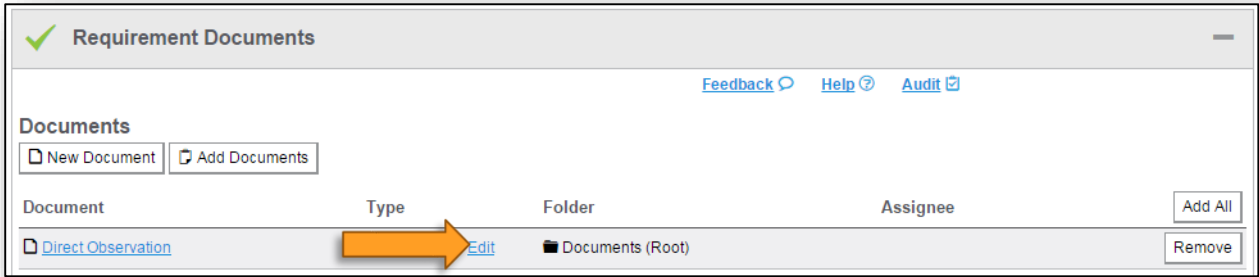 Requirement Documents
Feedback Help Audit
Documents
New Document Add Documents
Document Type Folder Assignee Add All
Direct Observation Edit Documents (Root) Remove